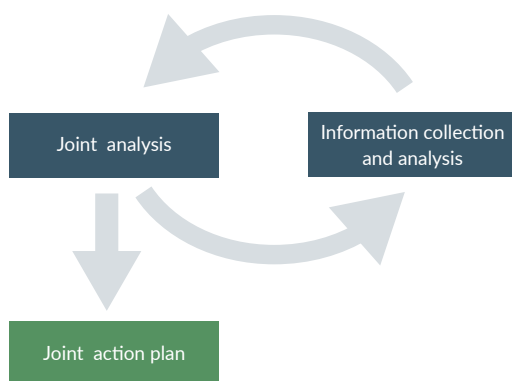 Joint analysis
Information collection
and analysis
Joint action plan